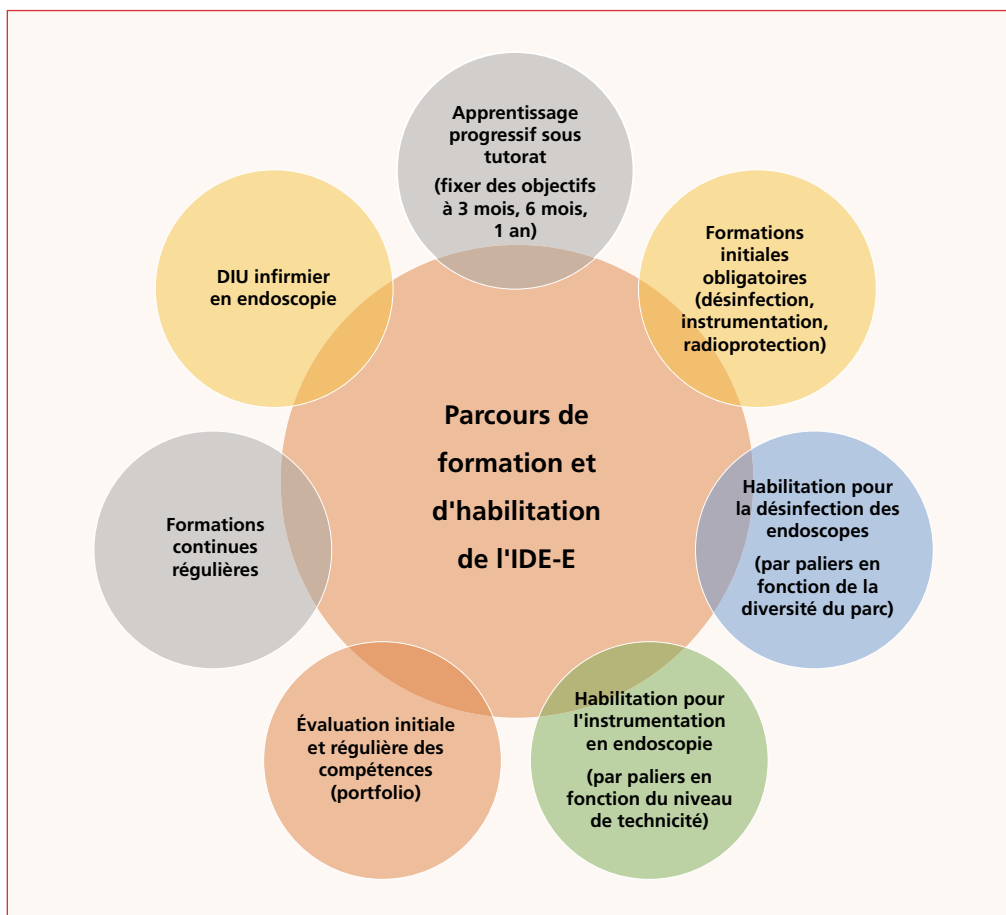 Apprentissage
progressif sous
tutorat
(fixer des objectifs
à 3 mois, 6 mois,
1 an)
Formations
initiales
obligatoires
(désinfection,
instrumentation,
radioprotection)
Habilitation pour
la désinfection des
endoscopes
(par paliers en
fonction de la
diversité du parc)
Habilitation pour
l'instrumentation
en endoscopie
(par paliers en
fonction du niveau
de technicité)
Évaluation initiale
et régulière des
compétences
(portfolio)
Formations
continues
régulières
DIU infirmier
en endoscopie
Parcours de
formation et
d'habilitation
de l'IDE-E